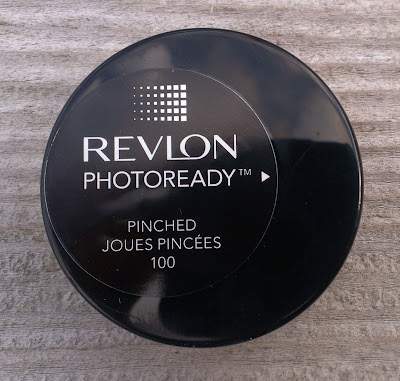 REVLON
PHOTOREADY™
PINCHED
JOUES PINCÉES
100